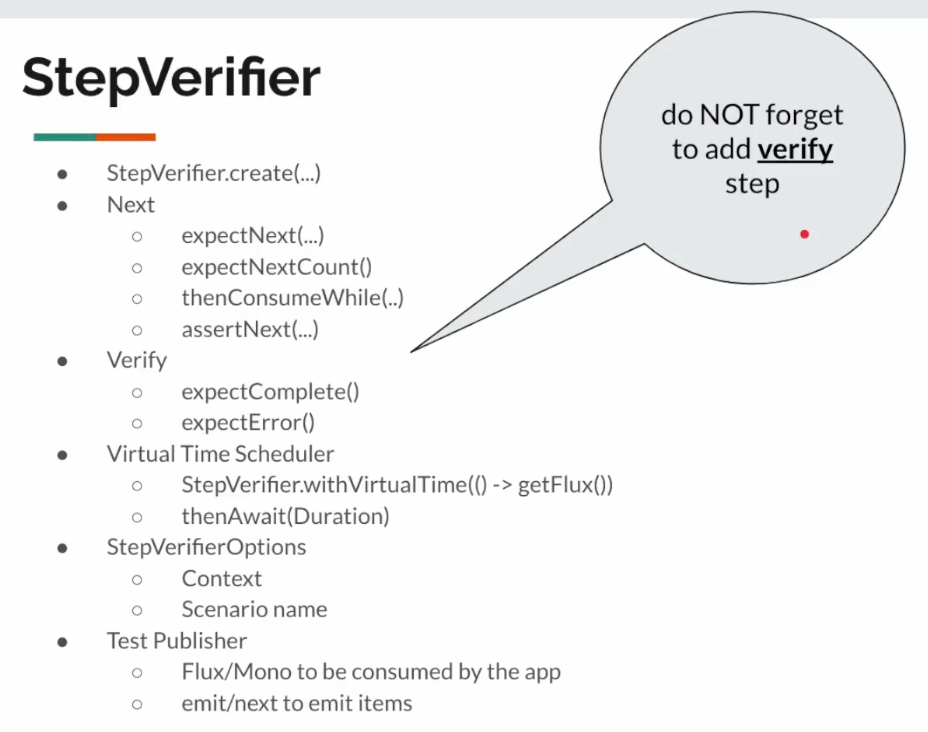 StepVerifier
do NOT forget
to add verify
step
● StepVerifier.create(...)
● Next
○ expectNext(...)
○ expectNextCount()
○ thenConsumeWhile(..)
○ assertNext(...)
● Verify
○ expectComplete()
○ expectError()
● Virtual Time Scheduler
○ StepVerifier.withVirtualTime(() -> getFlux())
○ thenAwait(Duration)
● StepVerifierOptions
○ Context
○ Scenario name
● Test Publisher
○ Flux/Mono to be consumed by the app
○ emit/next to emit items